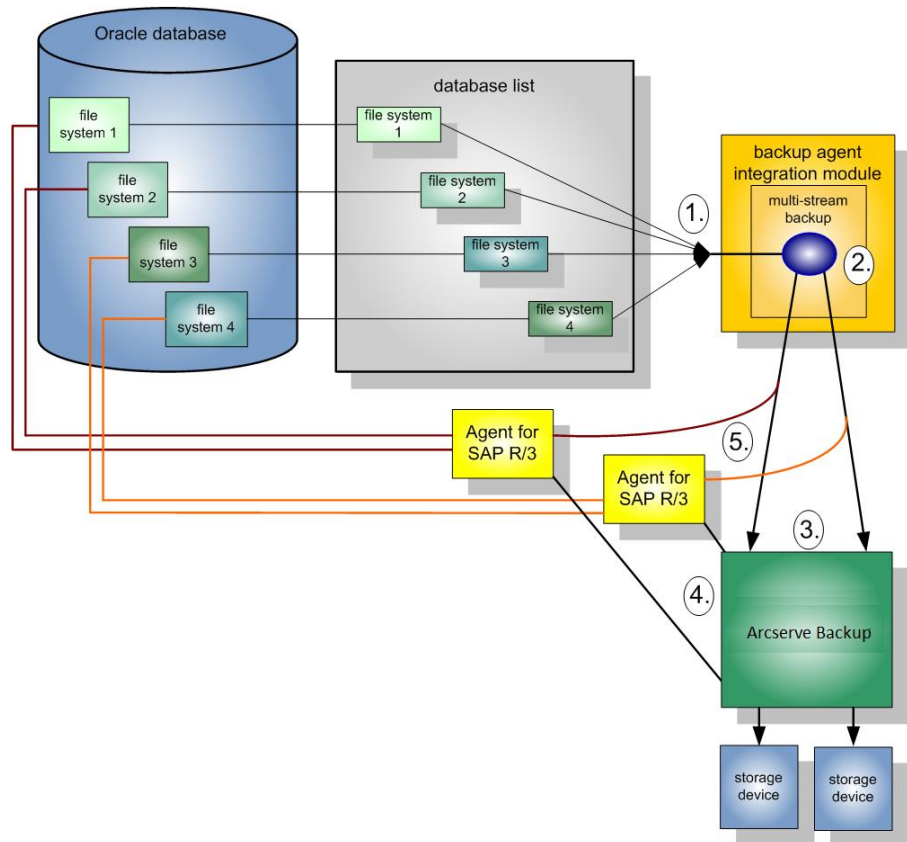 Oracle database
file
system 1
file
system 2
file
system 3
file
system 4
database list
file system
1
file system
2
file system
3
file system
4
1.
backup agent
integration module
multi-stream
backup
2.
Agent for
SAP R/3
Agent for
SAP R/3
5.
3.
4.
Arcserve Backup
storage
device
storage
device